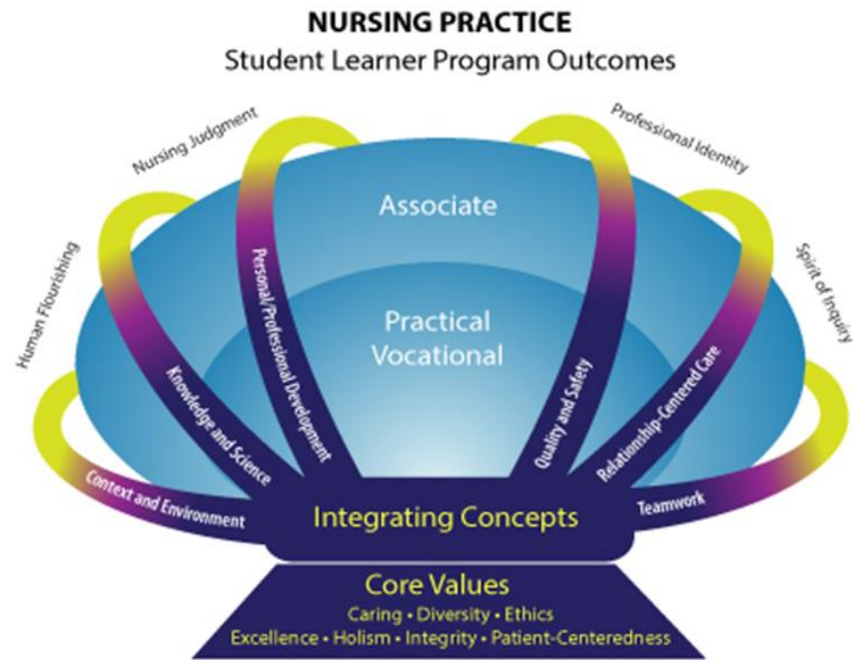 NURSING PRACTICE
Student Learner Program Outcomes
Human Flourishing
Nursing Judgment
Professional Identity
Spirit of Inquiry
Associate
Practical
Vocational
Context and Environment
Knowledge and Science
Personal/Professional Development
Quality and Safety
Relationship-Centered Care
Teamwork
Integrating Concepts
Core Values
Caring • Diversity • Ethics
Excellence • Holism • Integrity • Patient-Centeredness